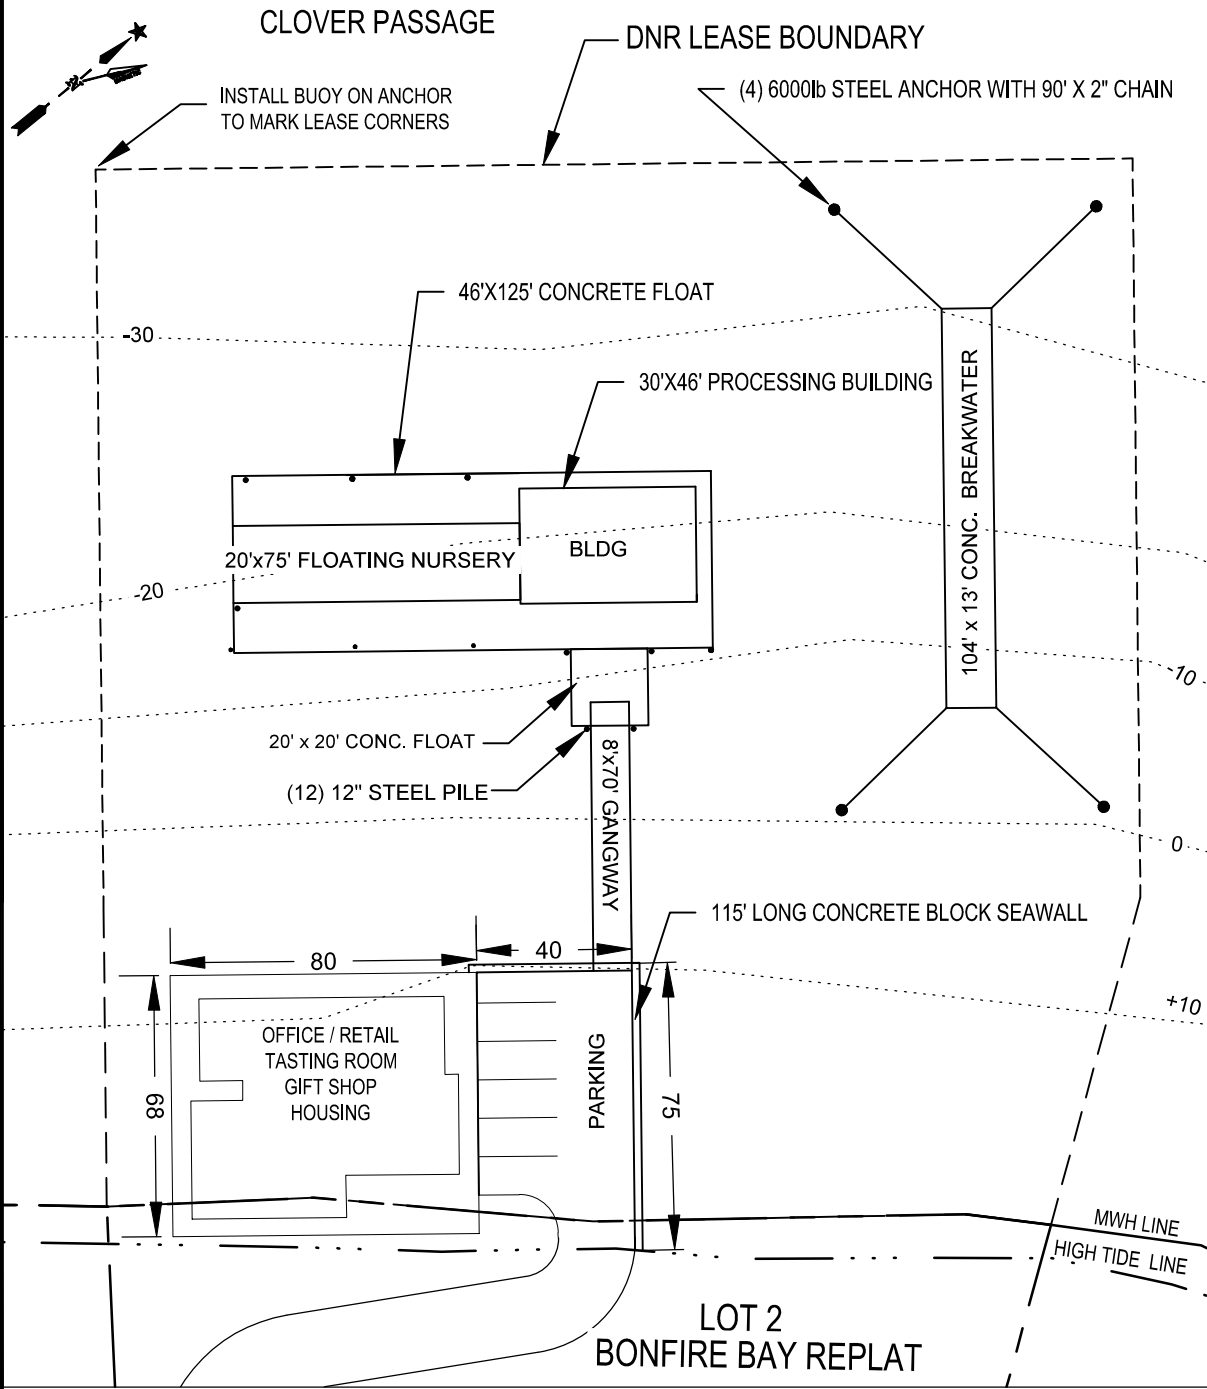 CLOVER PASSAGE
DNR LEASE BOUNDARY
(4) 6000lb STEEL ANCHOR WITH 90' X 2" CHAIN
INSTALL BUOY ON ANCHOR
TO MARK LEASE CORNERS
46'X125' CONCRETE FLOAT
-30
30'X46' PROCESSING BUILDING
104' x 13' CONC. BREAKWATER
20'x75' FLOATING NURSERY
BLDG
-20
-10
20' x 20' CONC. FLOAT
(12) 12" STEEL PILE
8'x70' GANGWAY
0
115' LONG CONCRETE BLOCK SEAWALL
80
40
+10
OFFICE / RETAIL
TASTING ROOM
GIFT SHOP
HOUSING
68
PARKING
75
MWH LINE
HIGH TIDE LINE
LOT 2
BONFIRE BAY REPLAT